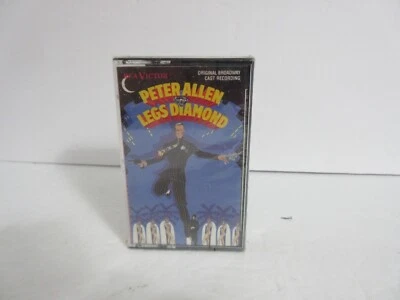 RCA VICTOR
ORIGINAL BROADWAY
CAST RECORDING
PETER ALLEN
LEGS DIAMOND